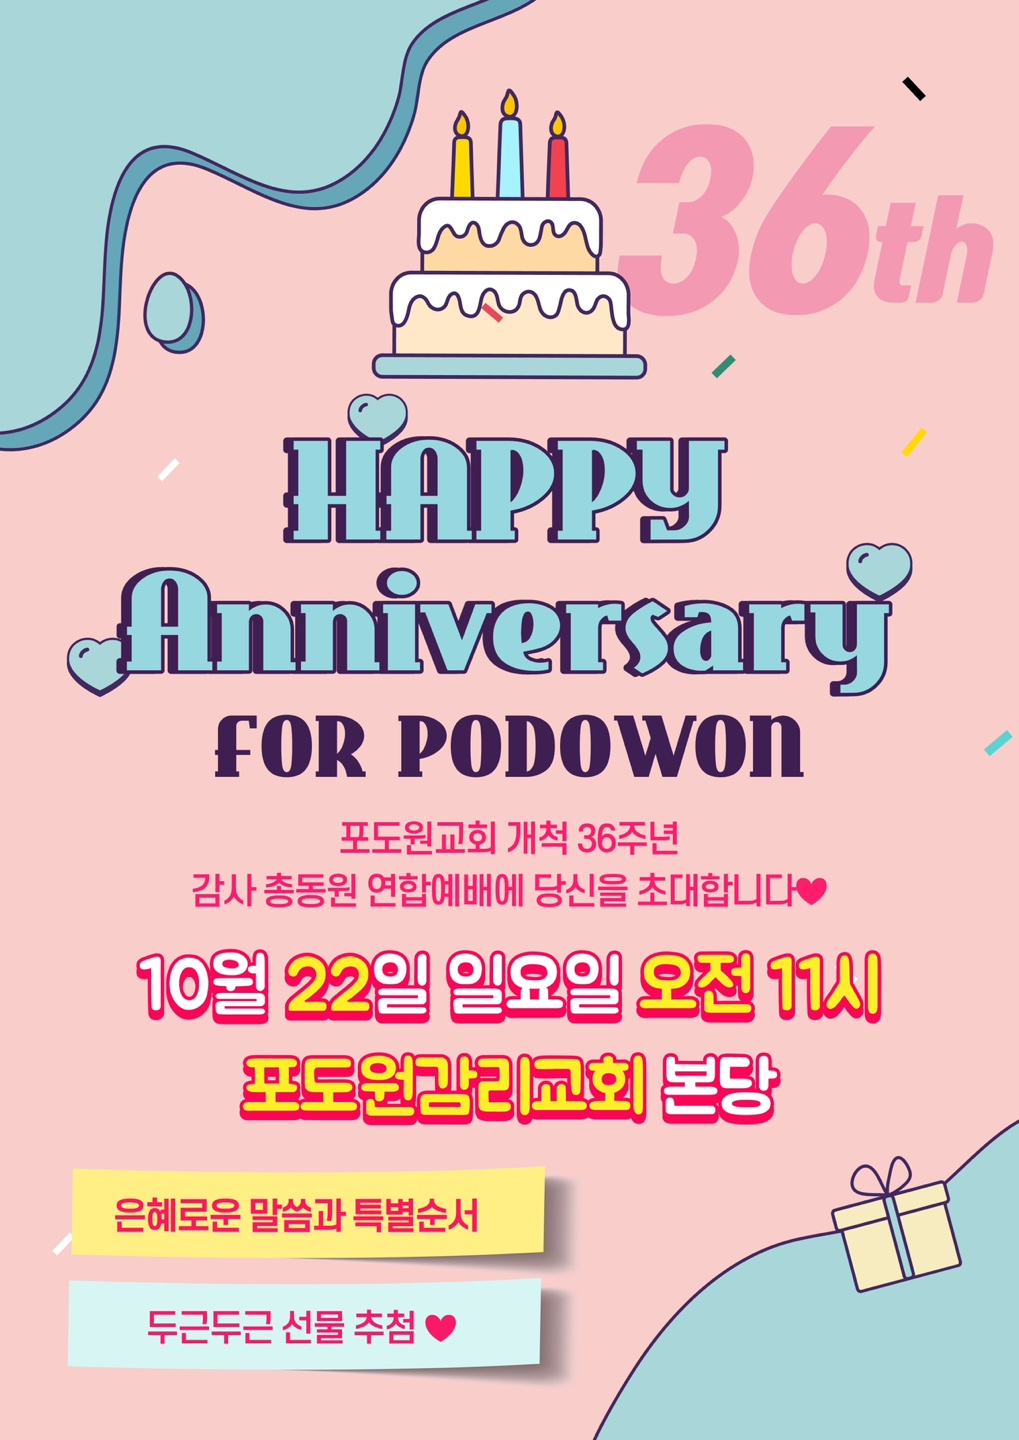 36th
HAPPY
Anniversary
FOR PODOWON
포도원교회 개척 36주년
감사 총동원 연합예배에 당신을 초대합니다♥
10월 22일 일요일 오전 11시
포도원감리교회 본당
은혜로운 말씀과 특별순서
두근두근 선물 추첨 ♥